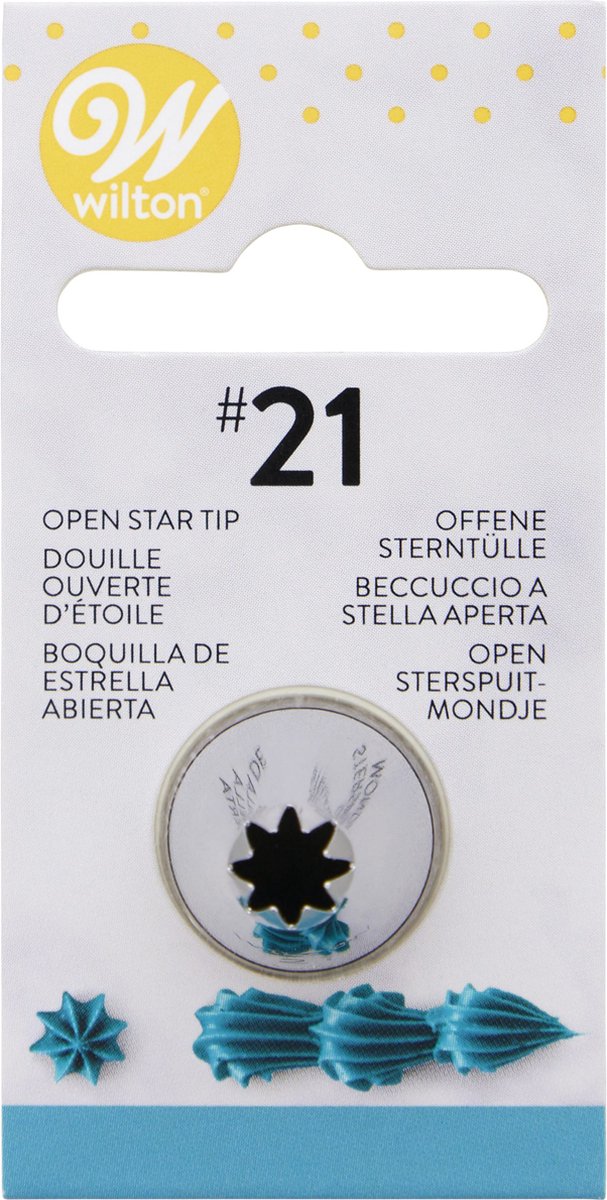 wilton®
#21
OPEN STAR TIP
DOUILLE
OUVERTE
D'ÉTOILE
BOQUILLA DE
ESTRELLA
ABIERTA
OFFENE
STERNTÜLLE
BECCUCCIO A
STELLA APERTA
OPEN
STERSPUIT-
MONDJE